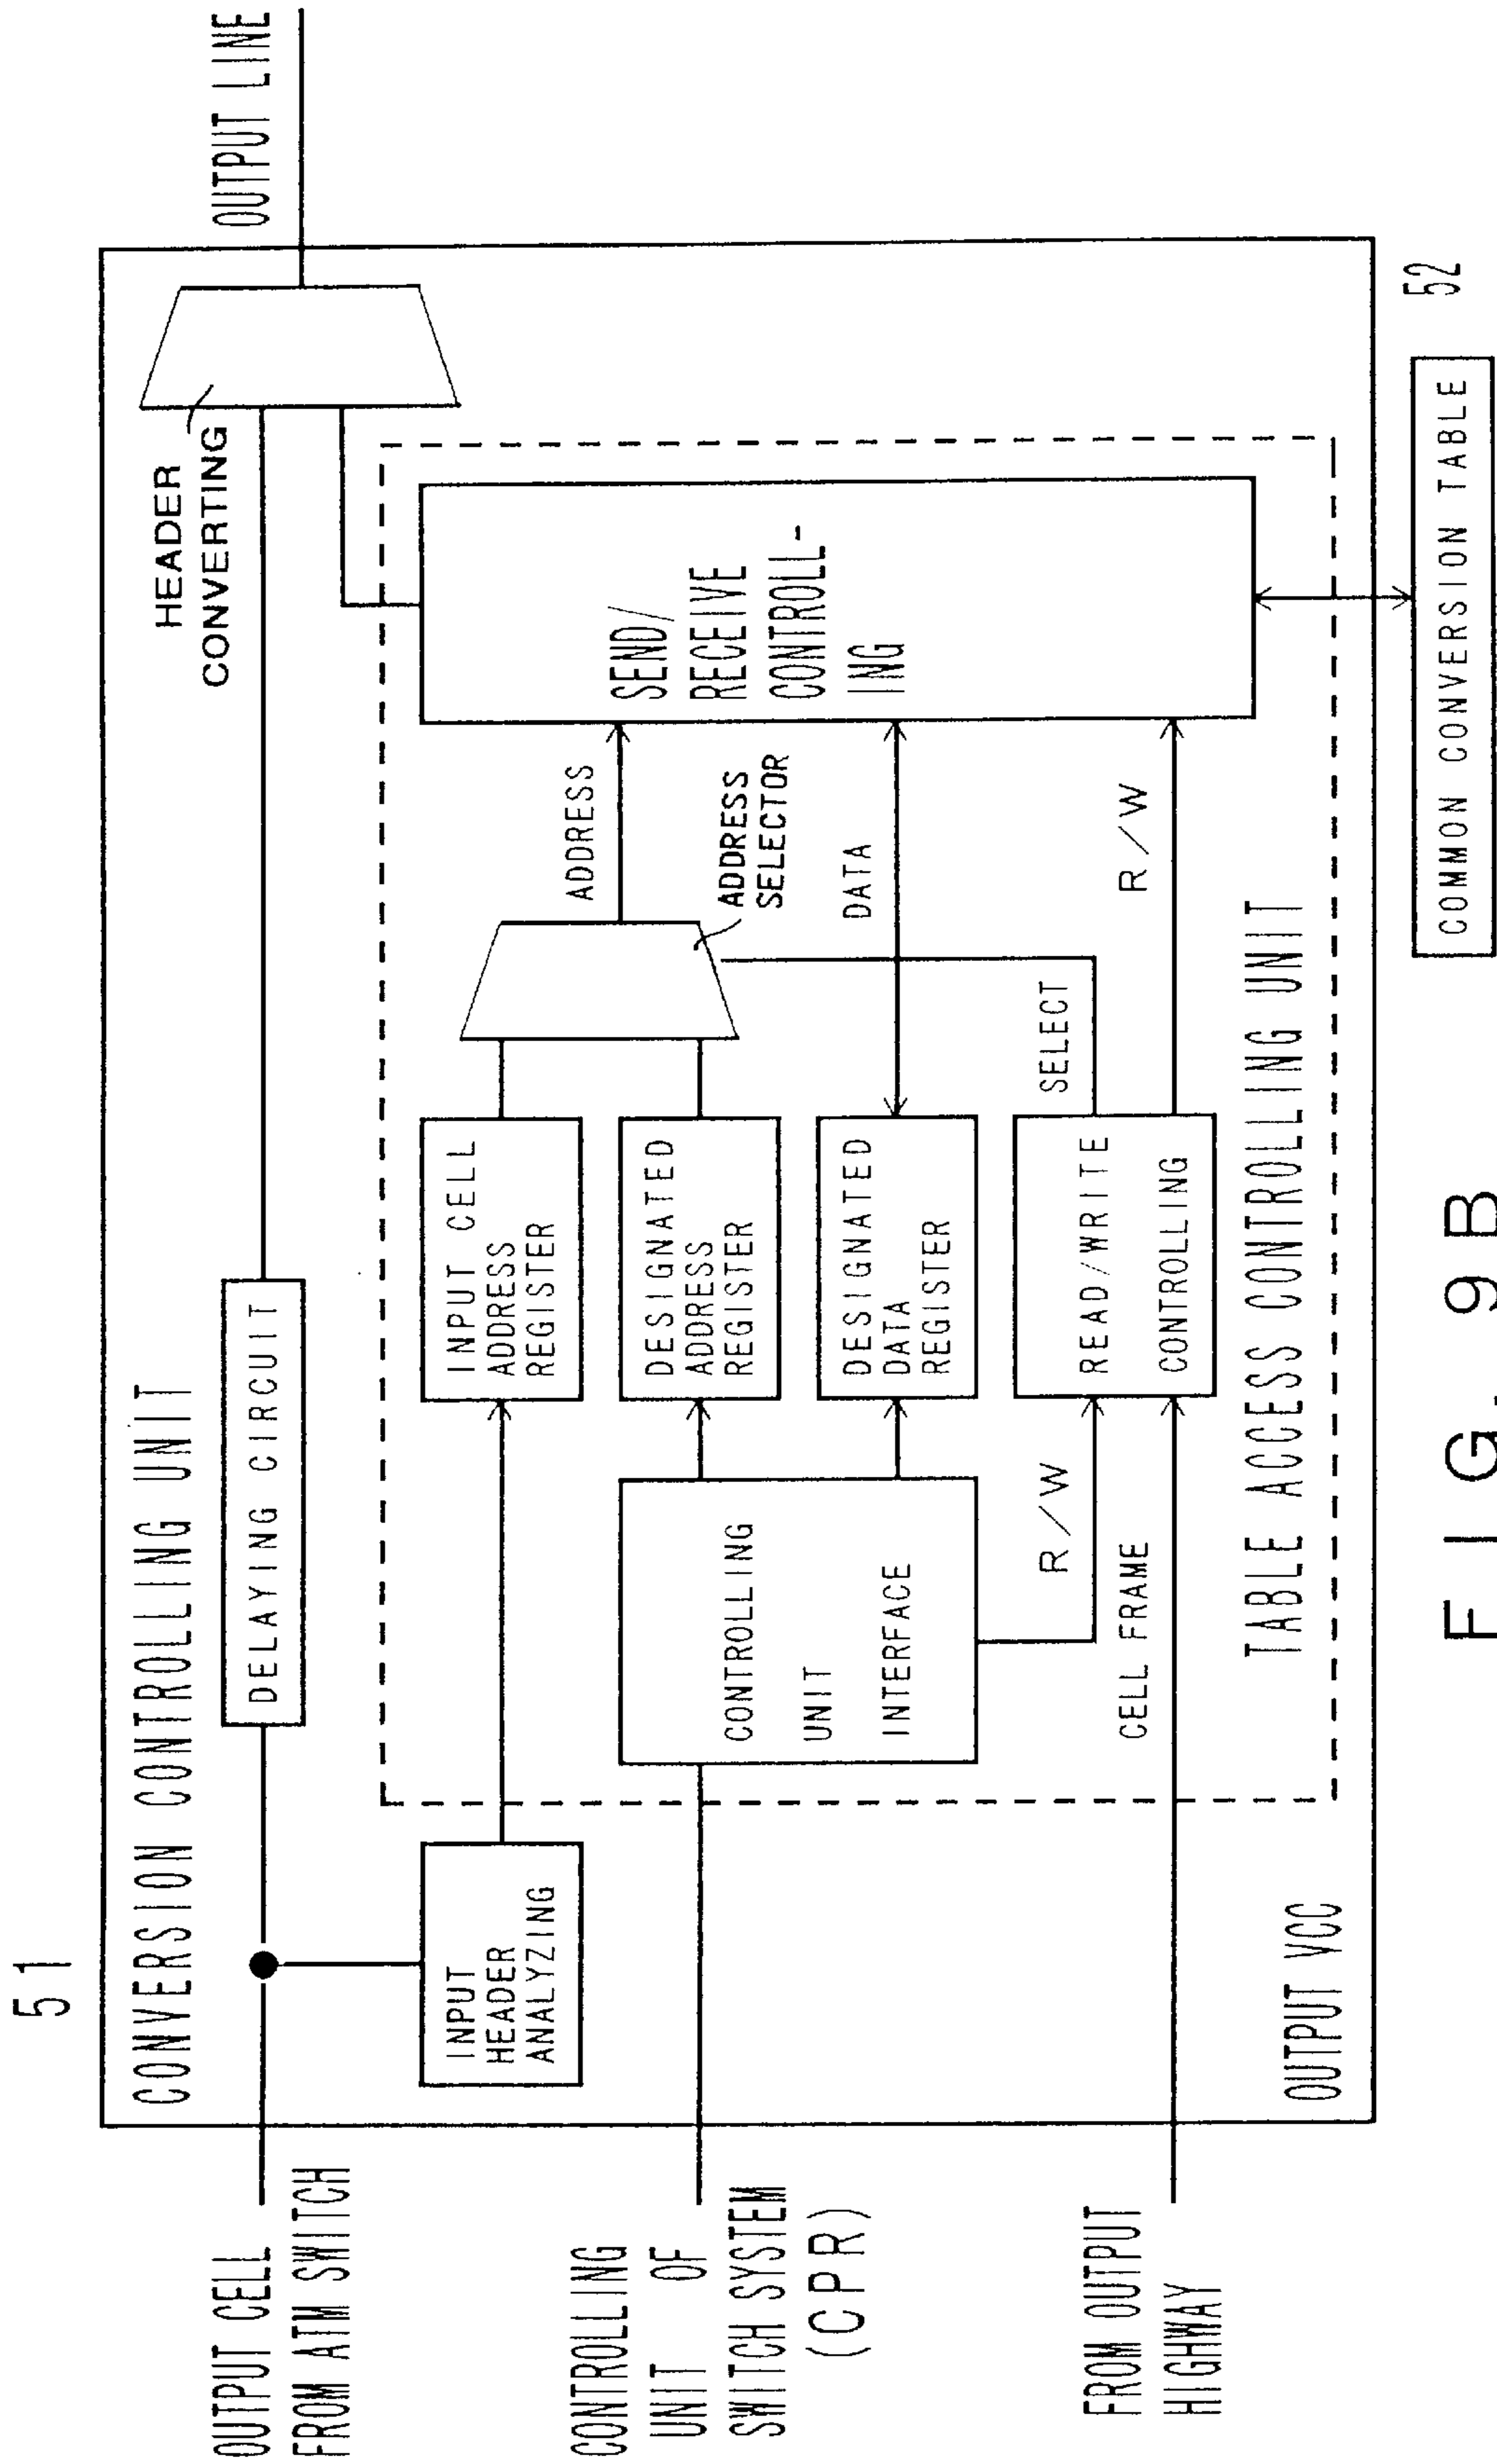 51
CONVERSION CONTROLLING UNIT
OUTPUT CELL
FROM ATM SWITCH
DELAYING CIRCUIT
HEADER
CONVERTING
OUTPUT LINE
INPUT
HEADER
ANALYZING
INPUT CELL
ADDRESS
REGISTER
ADDRESS
SEND/
RECEIVE
CONTROLL-
ING
CONTROLLING
UNIT OF
SWITCH SYSTEM
(CPR)
CONTROLLING
UNIT
INTERFACE
DESIGNATED
ADDRESS
REGISTER
ADDRESS
SELECTOR
DESIGNATED
DATA
REGISTER
DATA
R/W
SELECT
READ/WRITE
CONTROLLING
R/W
FROM OUTPUT
HIGHWAY
CELL FRAME
TABLE ACCESS CONTROLLING UNIT
OUTPUT VCC
COMMON CONVERSION TABLE
52
FIG. 9B